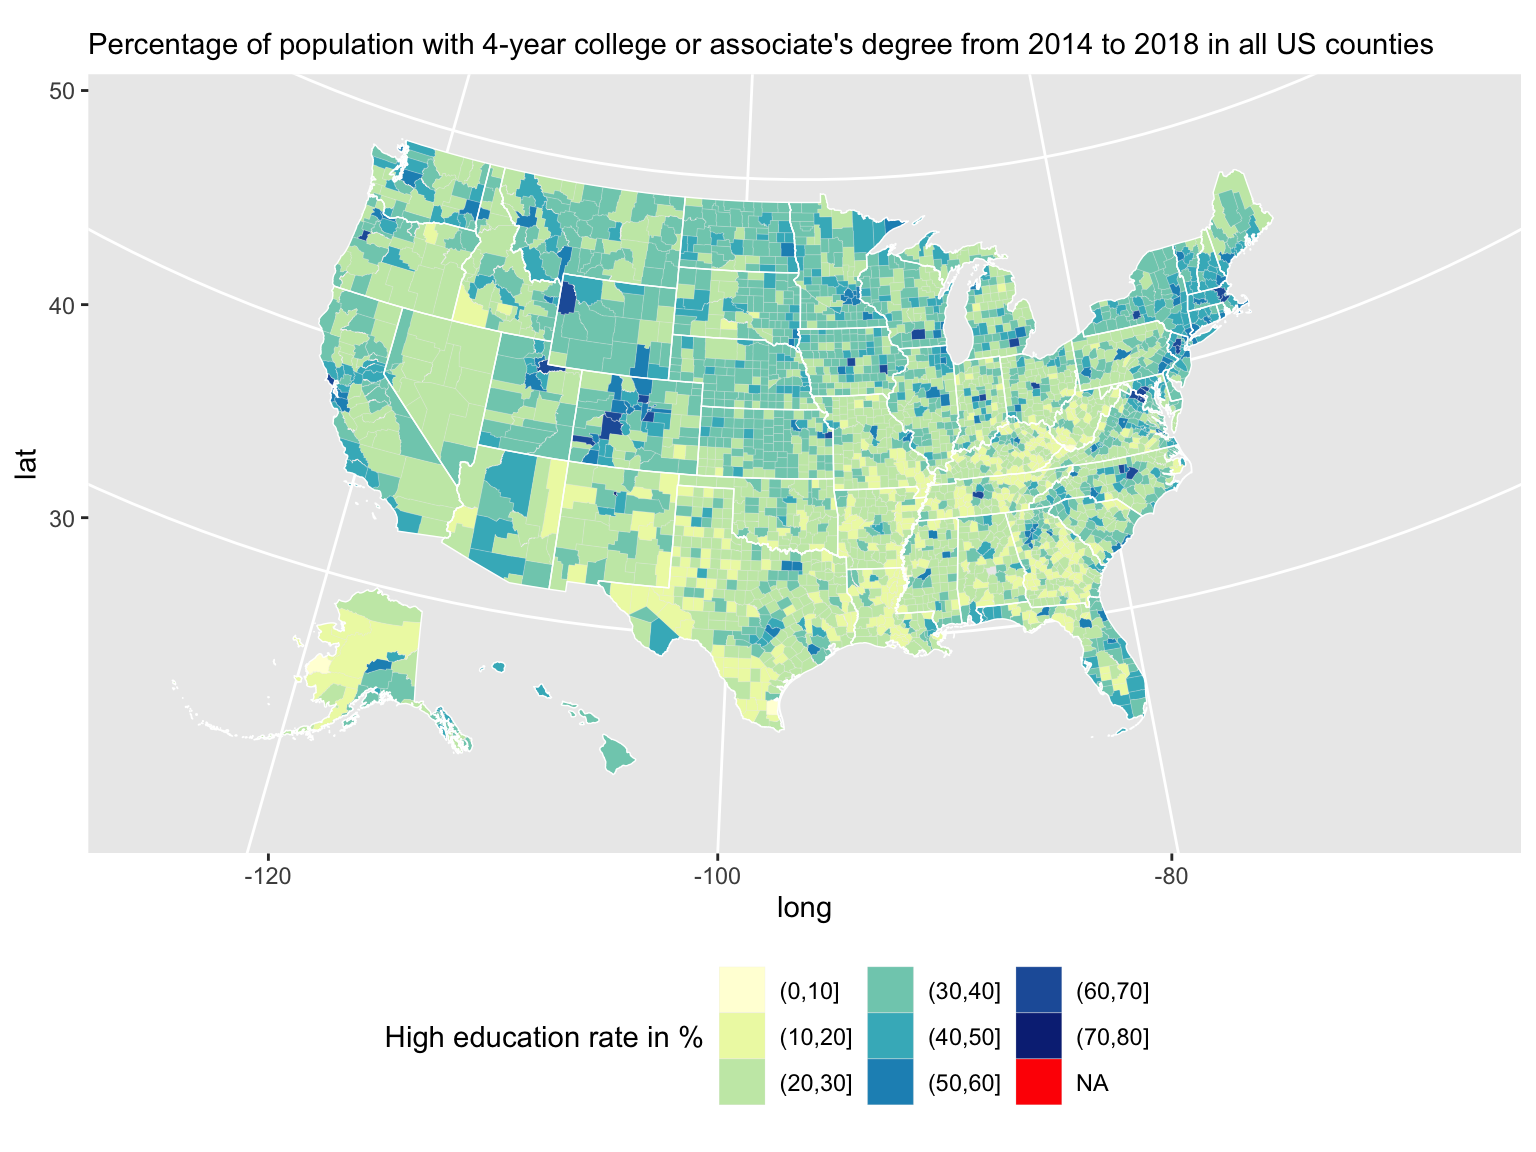 Percentage of population with 4-year college or associate's degree from 2014 to 2018 in all US counties
50
40
30
lat
-120
-100
-80
long
High education rate in %
(0,10]
(10,20]
(20,30]
(30,40]
(40,50]
(50,60]
(60,70]
(70,80]
NA